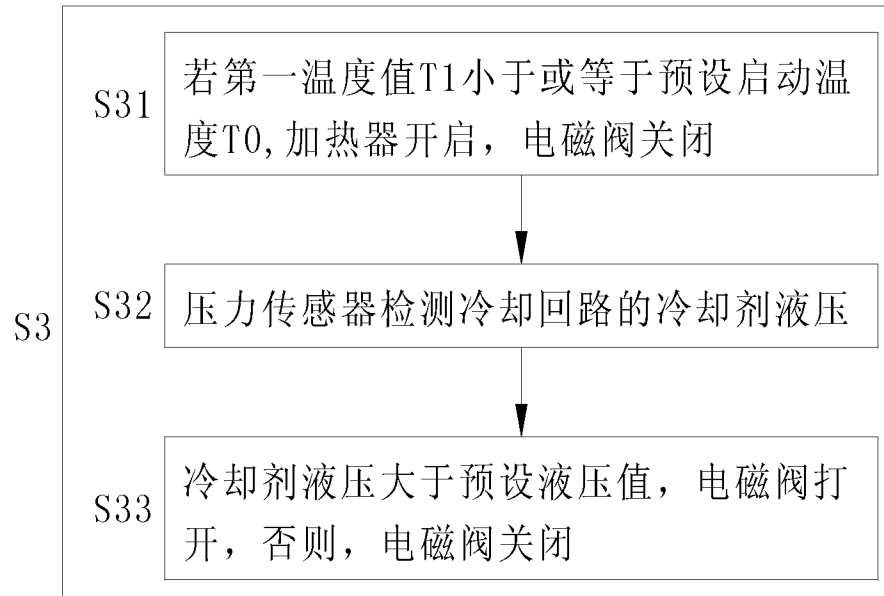 S31
若第一温度值T1小于或等于预设启动温
度T0,加热器开启，电磁阀关闭
S3
S32
压力传感器检测冷却回路的冷却剂液压
S33
冷却剂液压大于预设液压值，电磁阀打
开，否则，电磁阀关闭